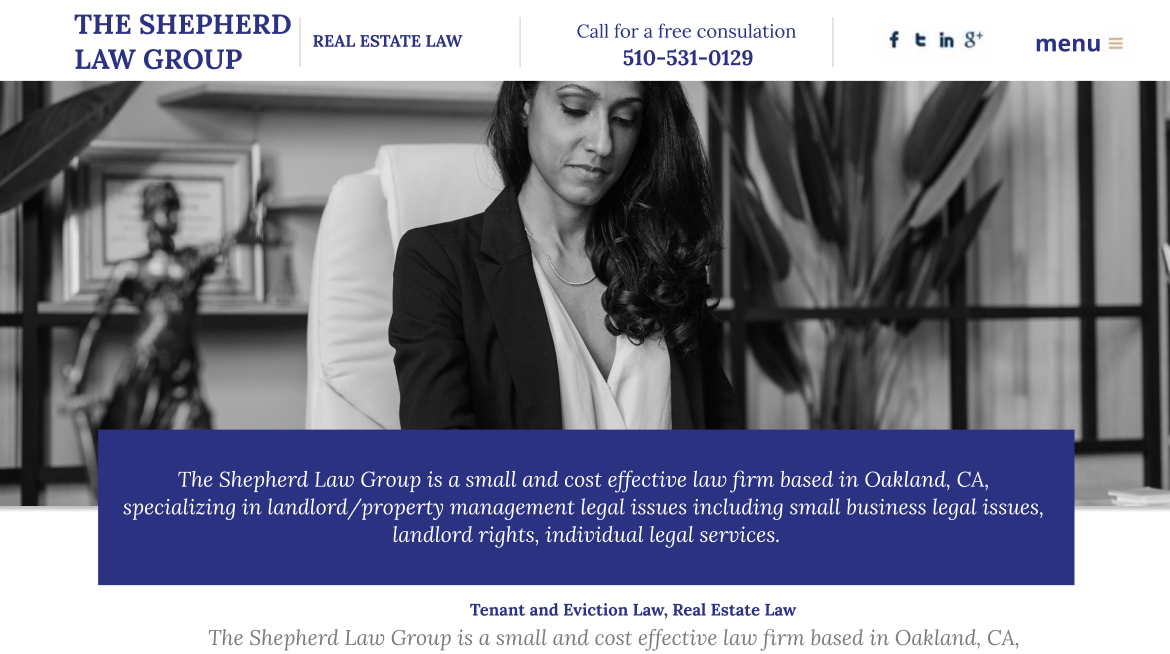 THE SHEPHERD
LAW GROUP
REAL ESTATE LAW
Call for a free consulation
510-531-0129
menu
The Shepherd Law Group is a small and cost effective law firm based in Oakland, CA,
specializing in landlord/property management legal issues including small business legal issues,
landlord rights, individual legal services.
Tenant and Eviction Law, Real Estate Law
The Shepherd Law Group is a small and cost effective law firm based in Oakland, CA,